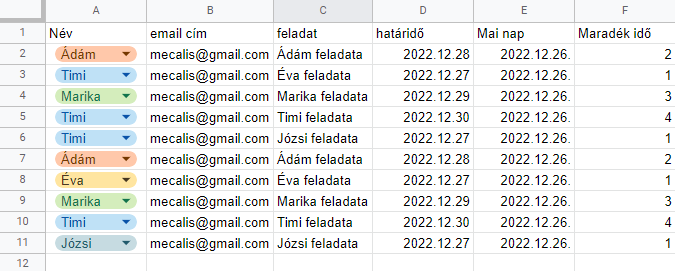 A B C D E F
1 Név email cím feladat határidő Mai nap Maradék idő
2 Ádám mecalis@gmail.com Ádám feladata 2022.12.28 2022.12.26. 2
3 Timi mecalis@gmail.com Éva feladata 2022.12.27 2022.12.26. 1
4 Marika mecalis@gmail.com Marika feladata 2022.12.29 2022.12.26. 3
5 Timi mecalis@gmail.com Timi feladata 2022.12.30 2022.12.26. 4
6 Timi mecalis@gmail.com Józsi feladata 2022.12.27 2022.12.26. 1
7 Ádám mecalis@gmail.com Ádám feladata 2022.12.28 2022.12.26. 2
8 Éva mecalis@gmail.com Éva feladata 2022.12.27 2022.12.26. 1
9 Marika mecalis@gmail.com Marika feladata 2022.12.29 2022.12.26. 3
10 Timi mecalis@gmail.com Timi feladata 2022.12.30 2022.12.26. 4
11 Józsi mecalis@gmail.com Józsi feladata 2022.12.27 2022.12.26. 1
12